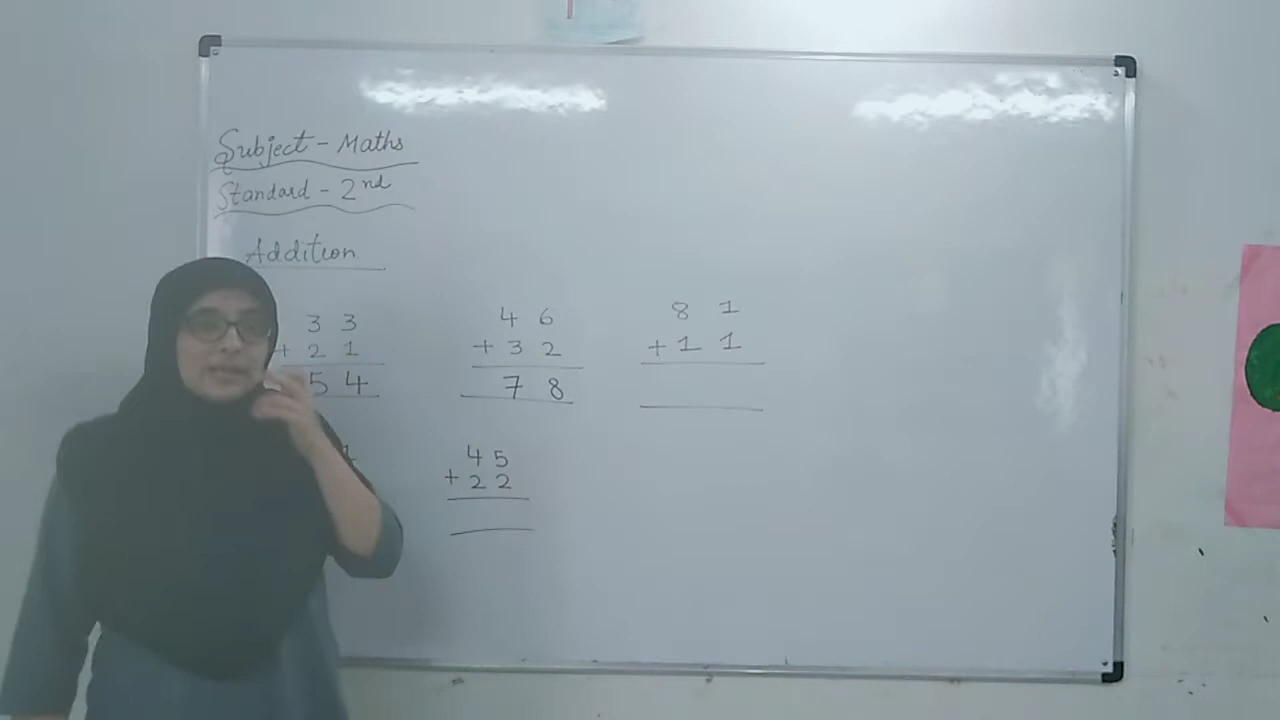 Subject - Maths
Standard - 2nd
Addition
3 3
+ 2 1
5 4
4 6
+ 3 2
7 8
8 1
+ 1 1
1
4 5
+ 2 2